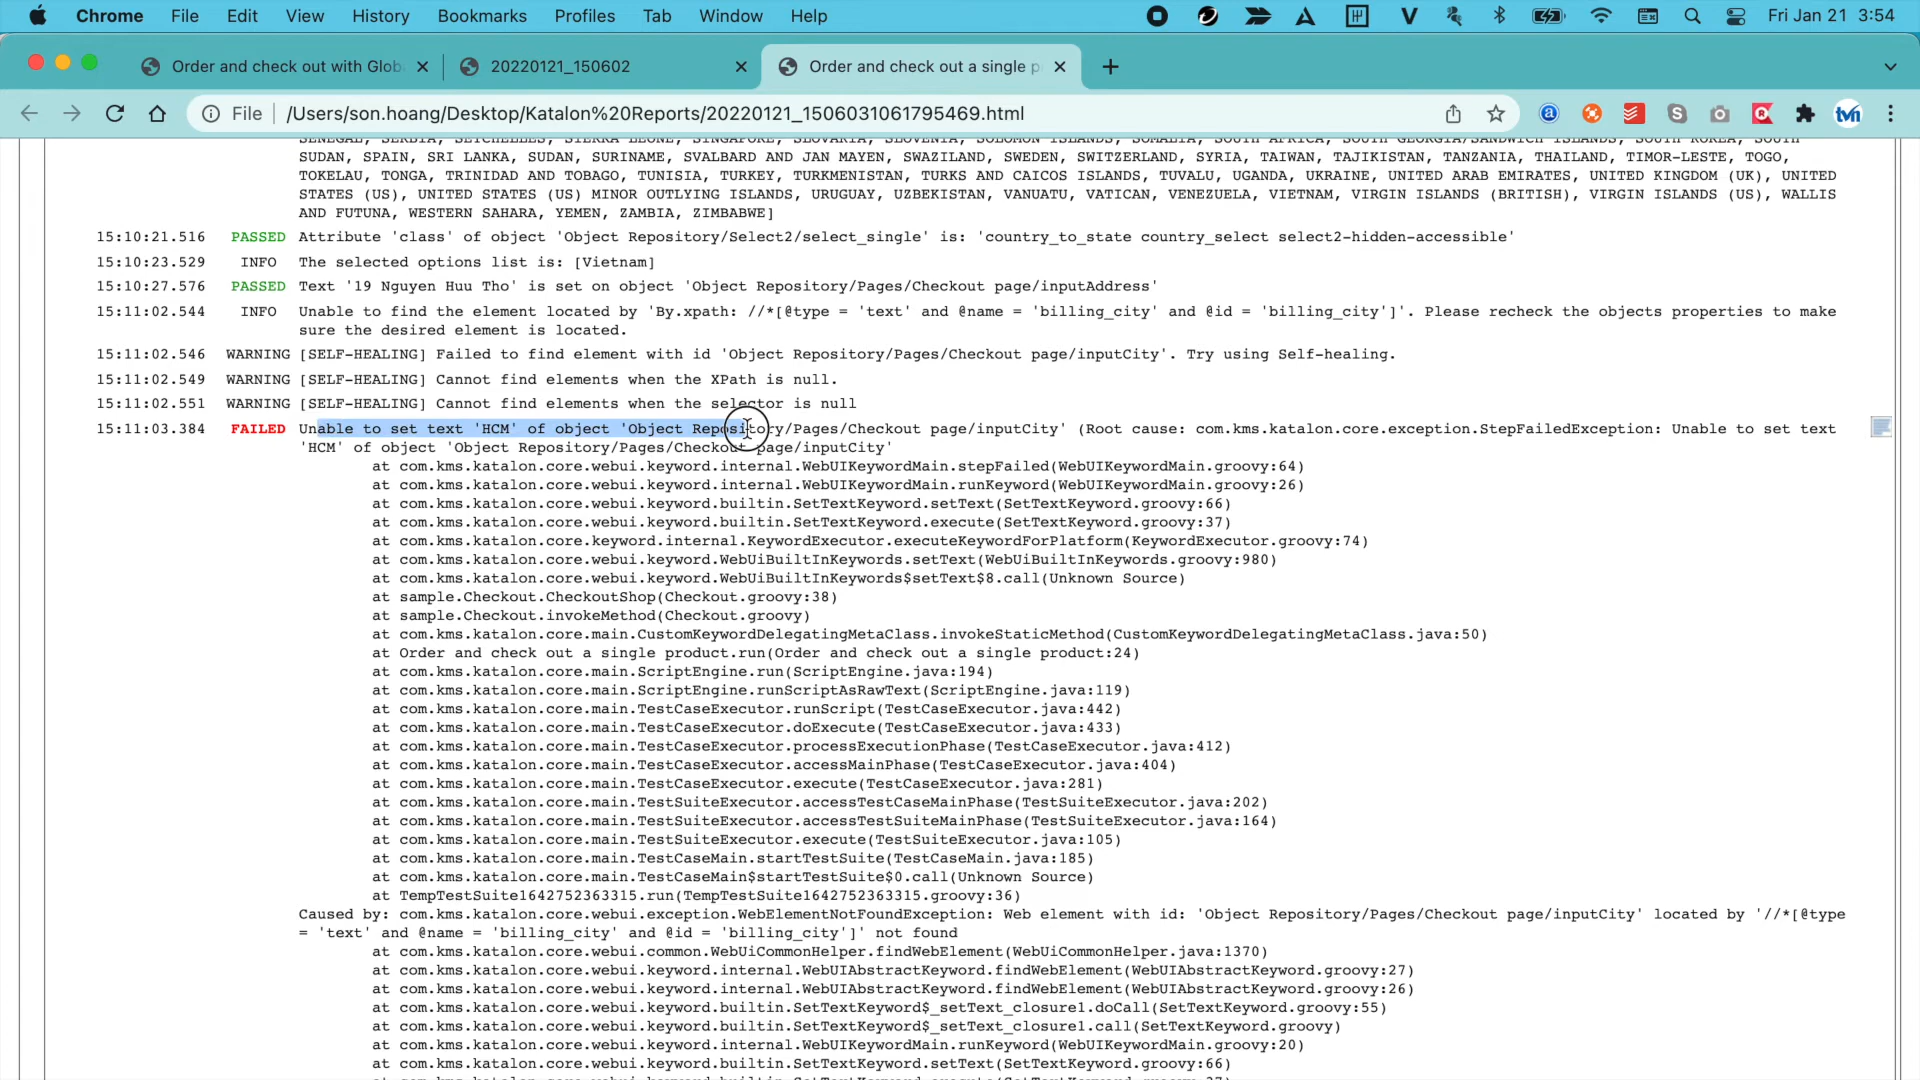 Chrome File Edit View History Bookmarks Profiles Tab Window Help Fri Jan 21 3:54
Order and check out with Glob 20220121_150602 Order and check out a single p
File /Users/son.hoang/Desktop/Katalon%20Reports/20220121_1506031061795469.html
SENEGAL, SERBIA, SEYCHELLES, SIERRA LEONE, SINGAPORE, SLOVAKIA, SLOVENIA, SOLOMON ISLANDS, SOMALIA, SOUTH AFRICA, SOUTH GEORGIA/SANDWICH ISLANDS, SOUTH KOREA, SOUTH
SUDAN, SPAIN, SRI LANKA, SUDAN, SURINAME, SVALBARD AND JAN MAYEN, SWAZILAND, SWEDEN, SWITZERLAND, SYRIA, TAIWAN, TAJIKISTAN, TANZANIA, THAILAND, TIMOR-LESTE, TOGO,
TOKELAU, TONGA, TRINIDAD AND TOBAGO, TUNISIA, TURKEY, TURKMENISTAN, TURKS AND CAICOS ISLANDS, TUVALU, UGANDA, UKRAINE, UNITED ARAB EMIRATES, UNITED KINGDOM (UK), UNITED
STATES (US), UNITED STATES (US) MINOR OUTLYING ISLANDS, URUGUAY, UZBEKISTAN, VANUATU, VATICAN, VENEZUELA, VIETNAM, VIRGIN ISLANDS (BRITISH), VIRGIN ISLANDS (US), WALLIS
AND FUTUNA, WESTERN SAHARA, YEMEN, ZAMBIA, ZIMBABWE]
15:10:21.516 PASSED Attribute 'class' of object 'Object Repository/Select2/select_single' is: 'country_to_state country_select select2-hidden-accessible'
15:10:23.529 INFO The selected options list is: [Vietnam]
15:10:27.576 PASSED Text '19 Nguyen Huu Tho' is set on object 'Object Repository/Pages/Checkout page/inputAddress'
15:11:02.544 INFO Unable to find the element located by 'By.xpath: //*[@type = 'text' and @name = 'billing_city' and @id = 'billing_city']'. Please recheck the objects properties to make
sure the desired element is located.
15:11:02.546 WARNING [SELF-HEALING] Failed to find element with id 'Object Repository/Pages/Checkout page/inputCity'. Try using Self-healing.
15:11:02.549 WARNING [SELF-HEALING] Cannot find elements when the XPath is null.
15:11:02.551 WARNING [SELF-HEALING] Cannot find elements when the selector is null
15:11:03.384 FAILED Unable to set text 'HCM' of object 'Object Repository/Pages/Checkout page/inputCity' (Root cause: com.kms.katalon.core.exception.StepFailedException: Unable to set text
'HCM' of object 'Object Repository/Pages/Checkout page/inputCity'
at com.kms.katalon.core.webui.keyword.internal.WebUIKeywordMain.stepFailed(WebUIKeywordMain.groovy:64)
at com.kms.katalon.core.webui.keyword.internal.WebUIKeywordMain.runKeyword(WebUIKeywordMain.groovy:26)
at com.kms.katalon.core.webui.keyword.builtin.SetTextKeyword.setText(SetTextKeyword.groovy:66)
at com.kms.katalon.core.webui.keyword.builtin.SetTextKeyword.execute(SetTextKeyword.groovy:37)
at com.kms.katalon.core.keyword.internal.KeywordExecutor.executeKeywordForPlatform(KeywordExecutor.groovy:74)
at com.kms.katalon.core.webui.keyword.WebUiBuiltInKeywords.setText(WebUiBuiltInKeywords.groovy:980)
at com.kms.katalon.core.webui.keyword.WebUiBuiltInKeywords$setText$8.call(Unknown Source)
at sample.Checkout.CheckoutShop(Checkout.groovy:38)
at sample.Checkout.invokeMethod(Checkout.groovy)
at com.kms.katalon.core.main.CustomKeywordDelegatingMetaClass.invokeStaticMethod(CustomKeywordDelegatingMetaClass.java:50)
at Order and check out a single product.run(Order and check out a single product:24)
at com.kms.katalon.core.main.ScriptEngine.run(ScriptEngine.java:194)
at com.kms.katalon.core.main.ScriptEngine.runScriptAsRawText(ScriptEngine.java:119)
at com.kms.katalon.core.main.TestCaseExecutor.runScript(TestCaseExecutor.java:442)
at com.kms.katalon.core.main.TestCaseExecutor.doExecute(TestCaseExecutor.java:433)
at com.kms.katalon.core.main.TestCaseExecutor.processExecutionPhase(TestCaseExecutor.java:412)
at com.kms.katalon.core.main.TestCaseExecutor.accessMainPhase(TestCaseExecutor.java:404)
at com.kms.katalon.core.main.TestCaseExecutor.execute(TestCaseExecutor.java:281)
at com.kms.katalon.core.main.TestSuiteExecutor.accessTestCaseMainPhase(TestSuiteExecutor.java:202)
at com.kms.katalon.core.main.TestSuiteExecutor.accessTestSuiteMainPhase(TestSuiteExecutor.java:164)
at com.kms.katalon.core.main.TestSuiteExecutor.execute(TestSuiteExecutor.java:105)
at com.kms.katalon.core.main.TestCaseMain.startTestSuite(TestCaseMain.java:185)
at com.kms.katalon.core.main.TestCaseMain$startTestSuite$0.call(Unknown Source)
at TempTestSuite1642752363315.run(TempTestSuite1642752363315.groovy:36)
Caused by: com.kms.katalon.core.webui.exception.WebElementNotFoundException: Web element with id: 'Object Repository/Pages/Checkout page/inputCity' located by '//*[@type
= 'text' and @name = 'billing_city' and @id = 'billing_city']' not found
at com.kms.katalon.core.webui.common.WebUiCommonHelper.findWebElement(WebUiCommonHelper.java:1370)
at com.kms.katalon.core.webui.keyword.internal.WebUIAbstractKeyword.findWebElement(WebUIAbstractKeyword.groovy:27)
at com.kms.katalon.core.webui.keyword.internal.WebUIAbstractKeyword.findWebElement(WebUIAbstractKeyword.groovy:26)
at com.kms.katalon.core.webui.keyword.builtin.SetTextKeyword$_setText_closure1.doCall(SetTextKeyword.groovy:55)
at com.kms.katalon.core.webui.keyword.builtin.SetTextKeyword$_setText_closure1.call(SetTextKeyword.groovy)
at com.kms.katalon.core.webui.keyword.internal.WebUIKeywordMain.runKeyword(WebUIKeywordMain.groovy:20)
at com.kms.katalon.core.webui.keyword.builtin.SetTextKeyword.setText(SetTextKeyword.groovy:66)